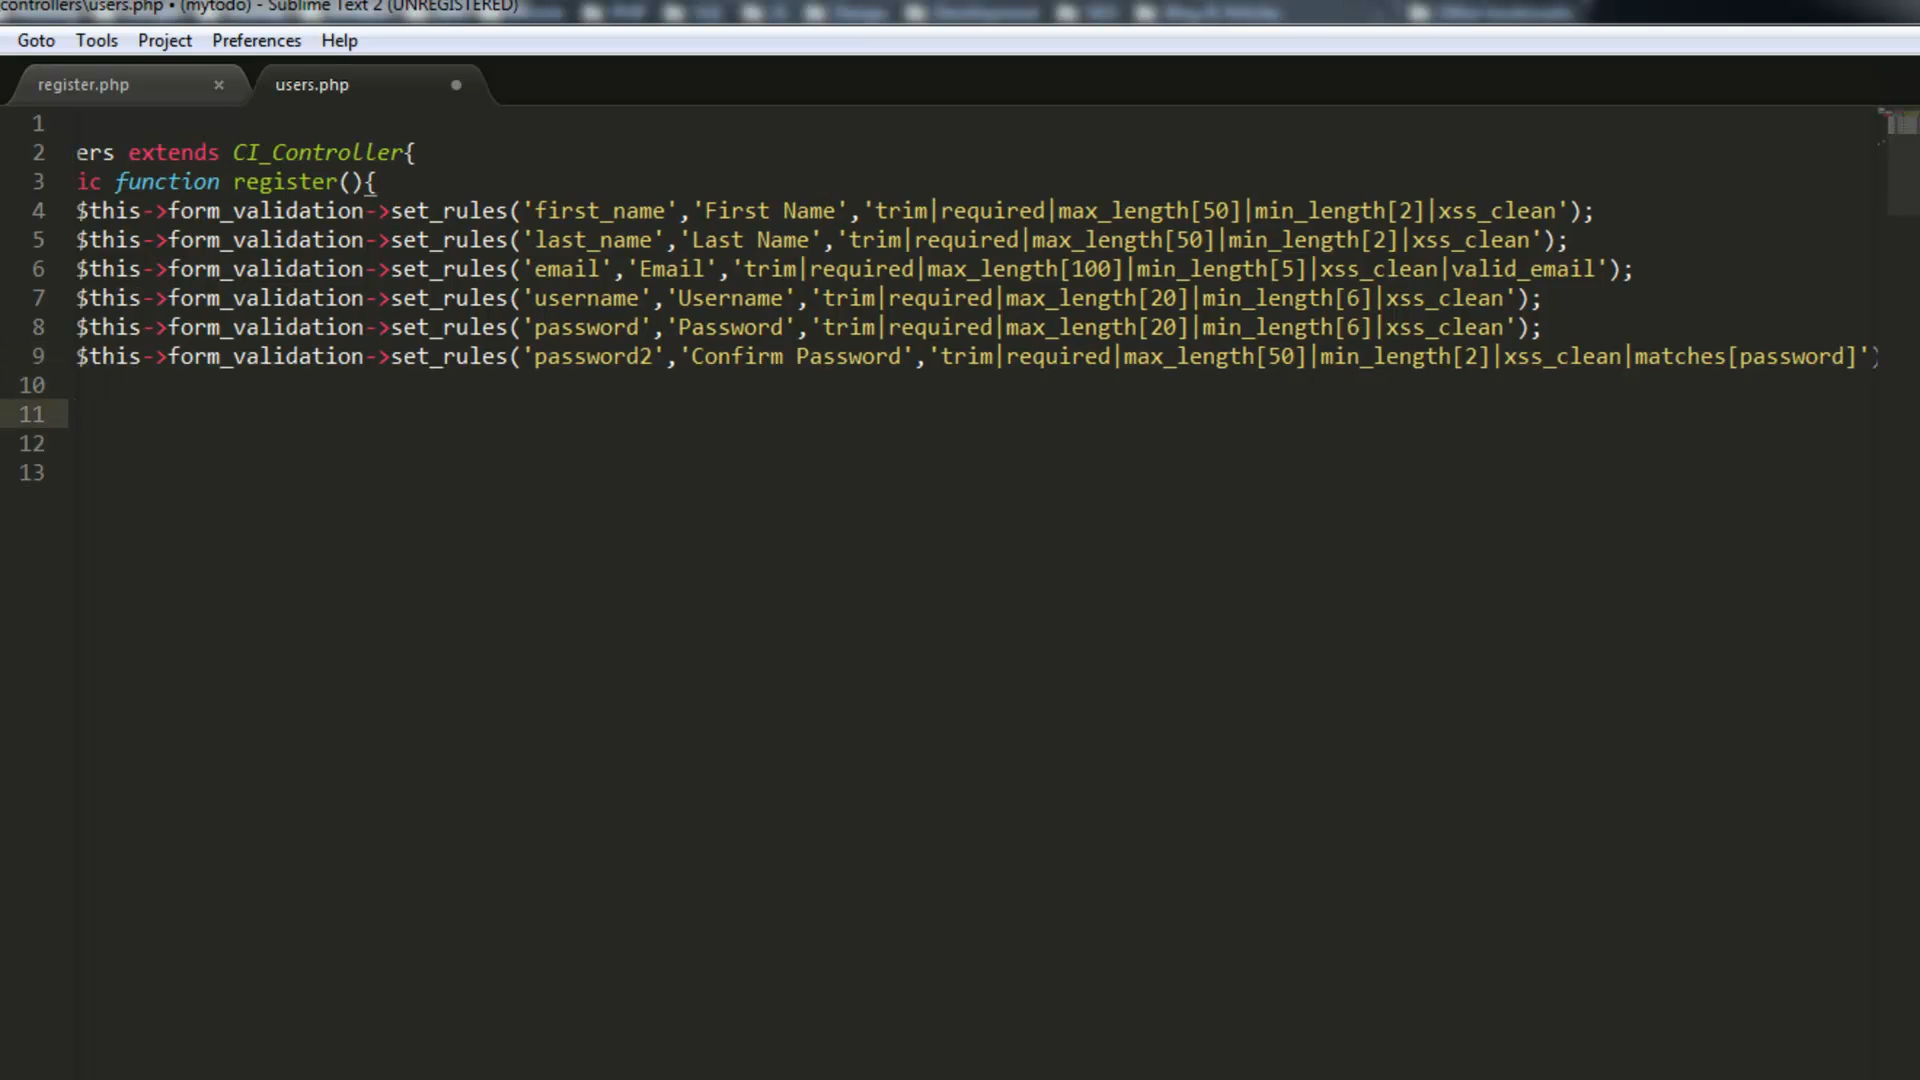 controllers\users.php • (mytodo) - Sublime Text 2 (UNREGISTERED)
Goto Tools Project Preferences Help
register.php × users.php
1
2 ers extends CI_Controller{
3 ic function register(){
4 $this->form_validation->set_rules('first_name','First Name','trim|required|max_length[50]|min_length[2]|xss_clean');
5 $this->form_validation->set_rules('last_name','Last Name','trim|required|max_length[50]|min_length[2]|xss_clean');
6 $this->form_validation->set_rules('email','Email','trim|required|max_length[100]|min_length[5]|xss_clean|valid_email');
7 $this->form_validation->set_rules('username','Username','trim|required|max_length[20]|min_length[6]|xss_clean');
8 $this->form_validation->set_rules('password','Password','trim|required|max_length[20]|min_length[6]|xss_clean');
9 $this->form_validation->set_rules('password2','Confirm Password','trim|required|max_length[50]|min_length[2]|xss_clean|matches[password]')
10
11
12
13